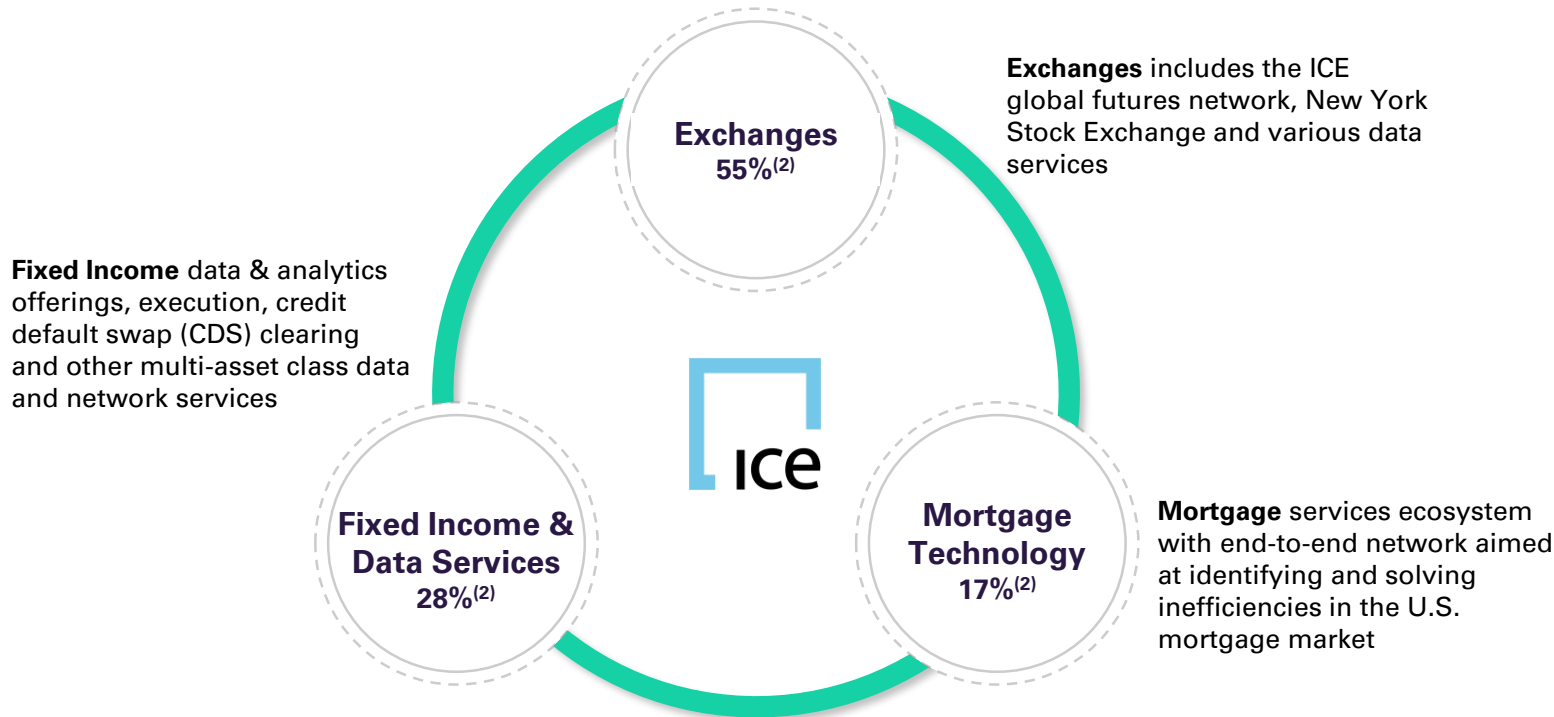 Exchanges
55%(2)
Exchanges includes the ICE
global futures network, New York
Stock Exchange and various data
services
Fixed Income data & analytics
offerings, execution, credit
default swap (CDS) clearing
and other multi-asset class data
and network services
ice
Fixed Income &
Data Services
28%(2)
Mortgage
Technology
17%(2)
Mortgage services ecosystem
with end-to-end network aimed
at identifying and solving
inefficiencies in the U.S.
mortgage market